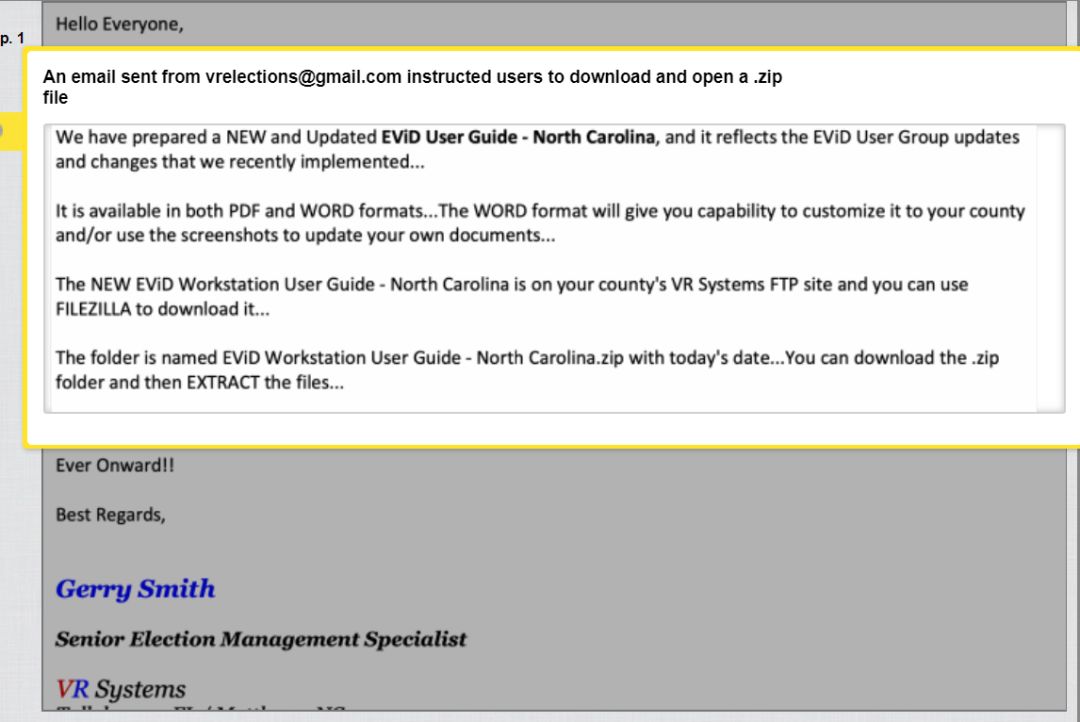 Hello Everyone,
p. 1
An email sent from vrelections@gmail.com instructed users to download and open a .zip
file
We have prepared a NEW and Updated EViD User Guide - North Carolina, and it reflects the EViD User Group updates
and changes that we recently implemented...
It is available in both PDF and WORD formats...The WORD format will give you capability to customize it to your county
and/or use the screenshots to update your own documents...
The NEW EViD Workstation User Guide - North Carolina is on your county's VR Systems FTP site and you can use
FILEZILLA to download it...
The folder is named EViD Workstation User Guide - North Carolina.zip with today's date...You can download the .zip
folder and then EXTRACT the files...
Ever Onward!!
Best Regards,
Gerry Smith
Senior Election Management Specialist
VR Systems